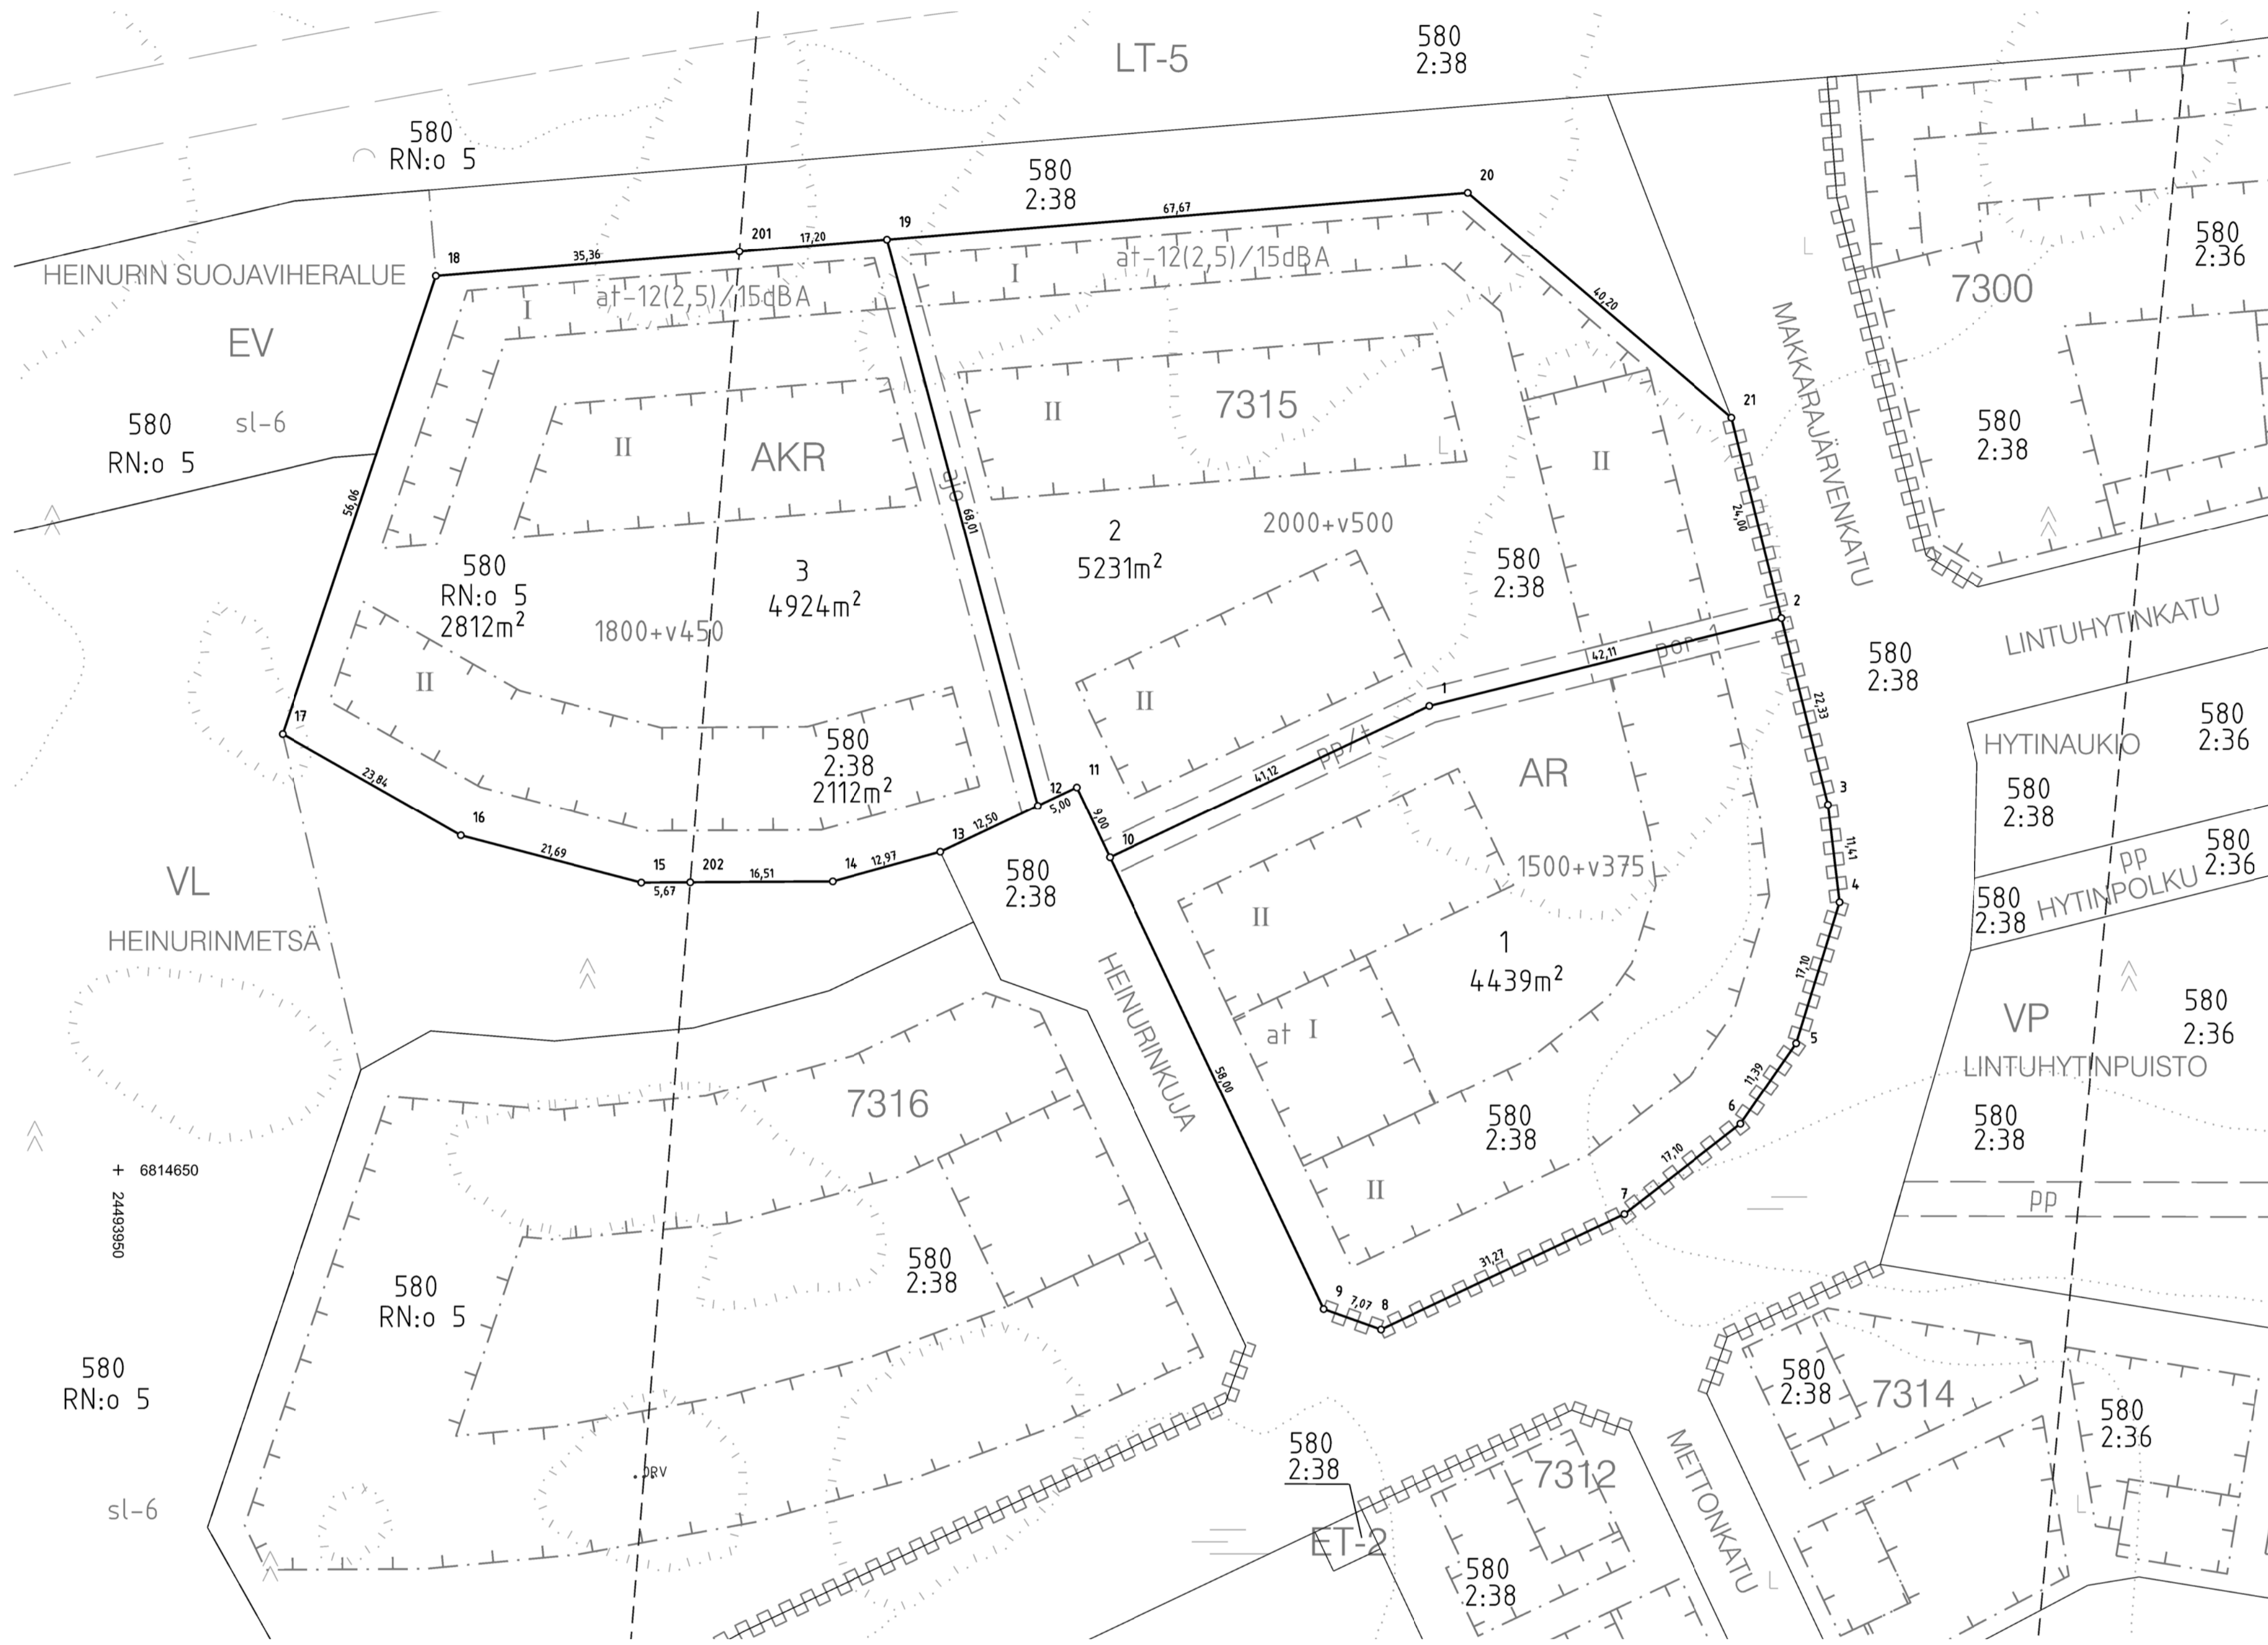 LT-5
580
2:38
580
RN:o 5
580
2:38
20
19
201
18
35,36
17,20
67,67
HEINURIN SUOJAVIHERALUE
EV
I
at-12(2,5)/15dBA
I
at-12(2,5)/15dBA
40,20
MAKKARAJÄRVENKATU
7300
580
2:36
580
RN:o 5
sl-6
II
AKR
II
7315
II
21
580
2:38
56,06
ajo
68,01
24,00
2
5231m²
2000+v500
580
2:38
580
RN:o 5
2812m²
3
4924m²
1800+v450
2
LINTUHYTINKATU
42,11
por-1
580
2:38
II
II
1
22,33
17
580
2:38
2112m²
pp/t
41,12
AR
HYTINAUKIO
580
2:36
23,84
12
11
5,00
9,00
10
3
580
2:38
16
13
12,50
11,41
21,69
15
202
14
12,97
5,67
16,51
580
2:38
1500+v375
4
580
2:38
pp
HYTINPOLKU
580
2:36
VL
HEINURINMETSÄ
HEINURINKUJA
II
1
4439m²
17,10
VP
LINTUHYTINPUISTO
580
2:36
at I
5
7316
58,00
11,39
6
580
2:38
580
2:38
6814650
24493950
17,10
II
7
pp
580
RN:o 5
580
2:38
31,27
9
7,07
8
580
RN:o 5
580
2:38
7314
580
2:36
580
2:38
7312
METTONKATU
sl-6
ET-2
580
2:38